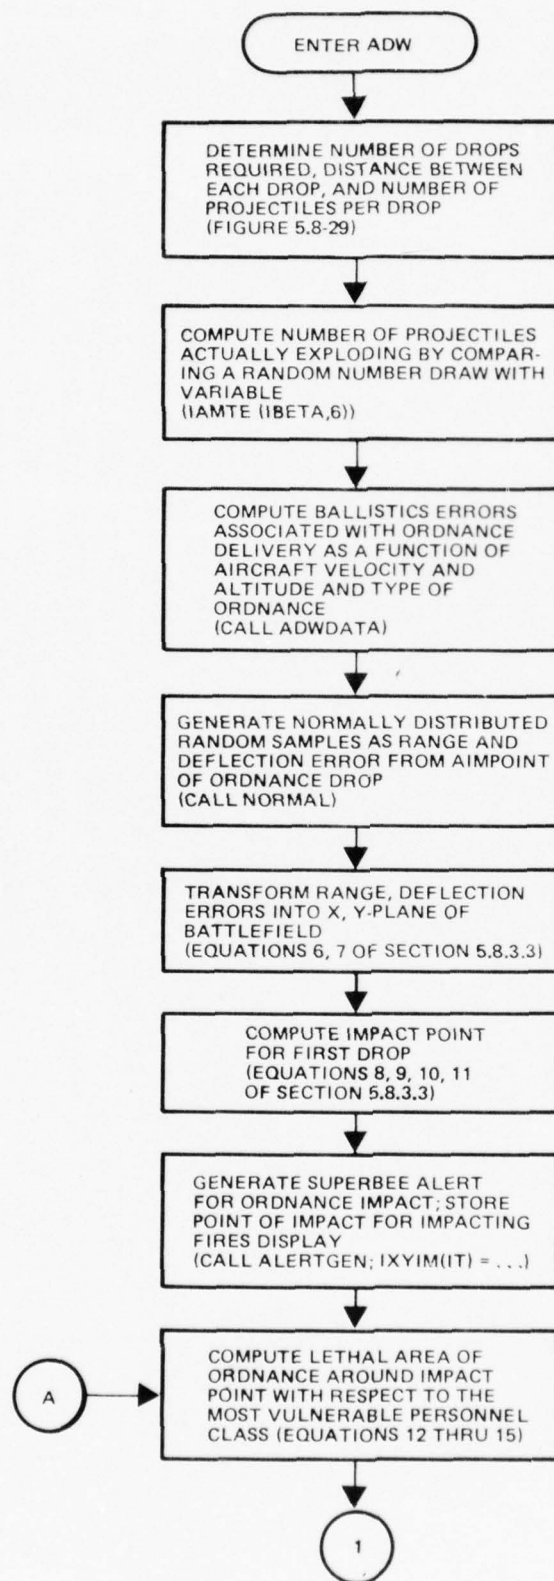 ENTER ADW
DETERMINE NUMBER OF DROPS
REQUIRED, DISTANCE BETWEEN
EACH DROP, AND NUMBER OF
PROJECTILES PER DROP
(FIGURE 5.8-29)
COMPUTE NUMBER OF PROJECTILES
ACTUALLY EXPLODING BY COMPAR-
ING A RANDOM NUMBER DRAW WITH
VARIABLE
(IAMTE (IBETA,6))
COMPUTE BALLISTICS ERRORS
ASSOCIATED WITH ORDNANCE
DELIVERY AS A FUNCTION OF
AIRCRAFT VELOCITY AND
ALTITUDE AND TYPE OF
ORDNANCE
(CALL ADWDATA)
GENERATE NORMALLY DISTRIBUTED
RANDOM SAMPLES AS RANGE AND
DEFLECTION ERROR FROM AIMPOINT
OF ORDNANCE DROP
(CALL NORMAL)
TRANSFORM RANGE, DEFLECTION
ERRORS INTO X, Y-PLANE OF
BATTLEFIELD
(EQUATIONS 6, 7 OF SECTION 5.8.3.3)
COMPUTE IMPACT POINT
FOR FIRST DROP
(EQUATIONS 8, 9, 10, 11
OF SECTION 5.8.3.3)
GENERATE SUPERBEE ALERT
FOR ORDNANCE IMPACT; STORE
POINT OF IMPACT FOR IMPACTING
FIRES DISPLAY
(CALL ALERTGEN; IXYIM(IT) = . . .)
A
COMPUTE LETHAL AREA OF
ORDNANCE AROUND IMPACT
POINT WITH RESPECT TO THE
MOST VULNERABLE PERSONNEL
CLASS (EQUATIONS 12 THRU 15)
1